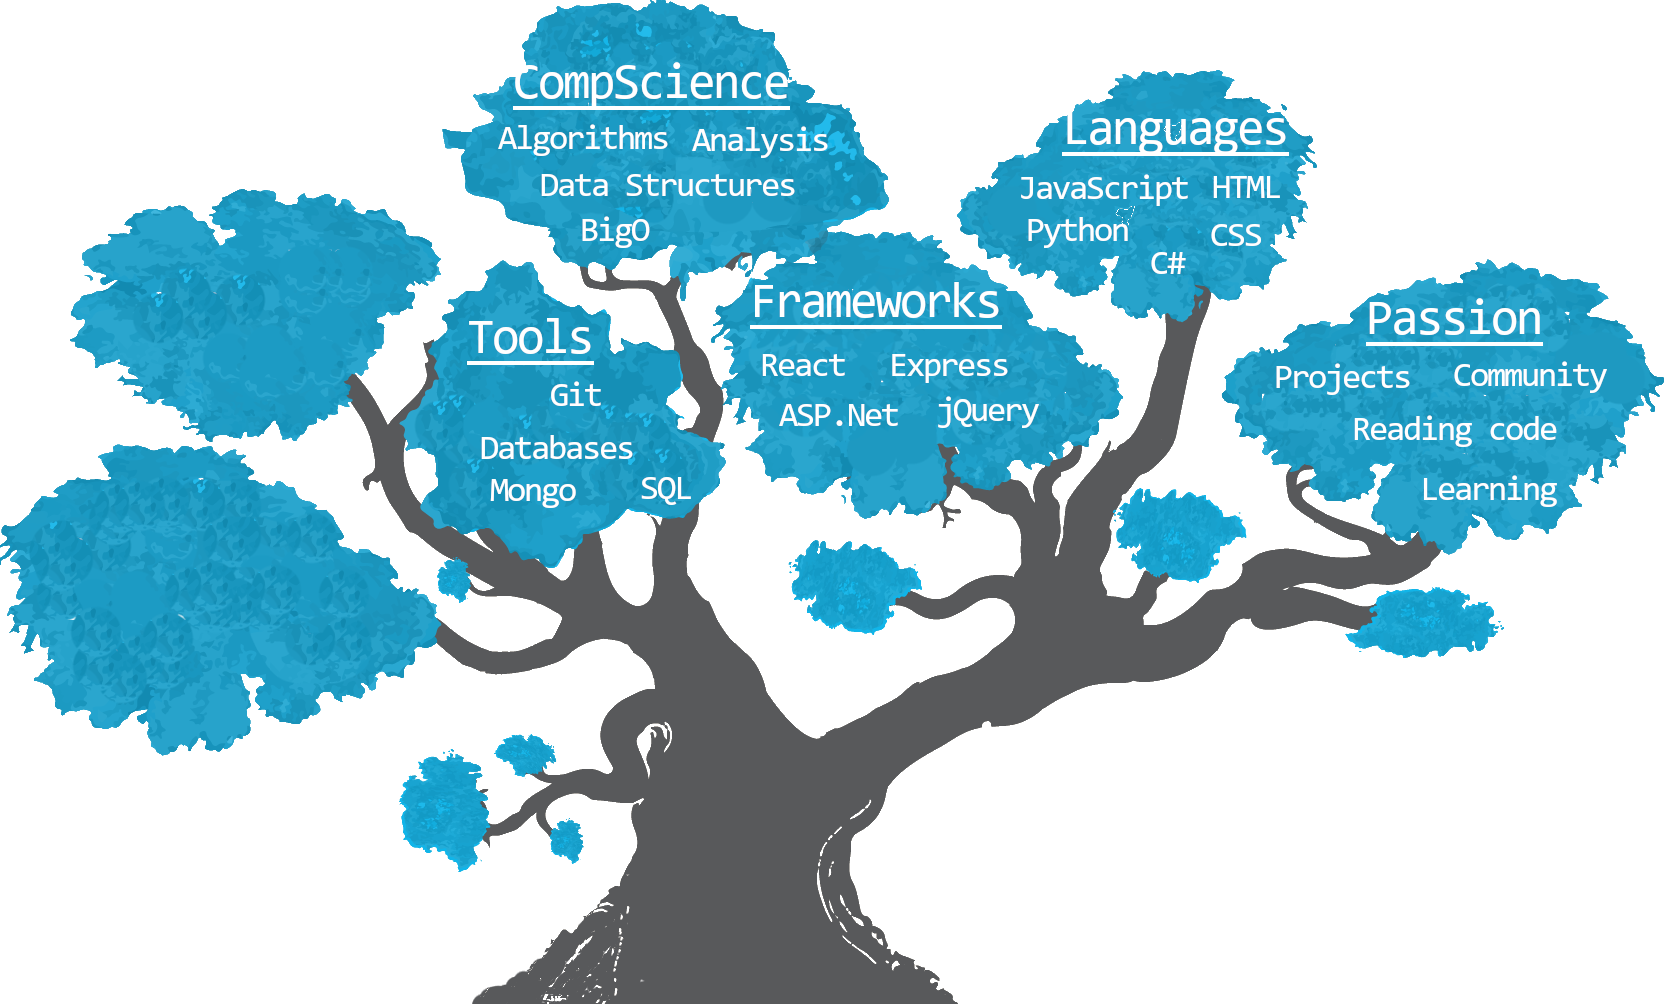 CompScience
Algorithms Analysis
Data Structures
BigO
Languages
JavaScript HTML
Python CSS
C#
Tools
Git
Databases
Mongo SQL
Frameworks
React Express
ASP.Net jQuery
Passion
Projects Community
Reading code
Learning